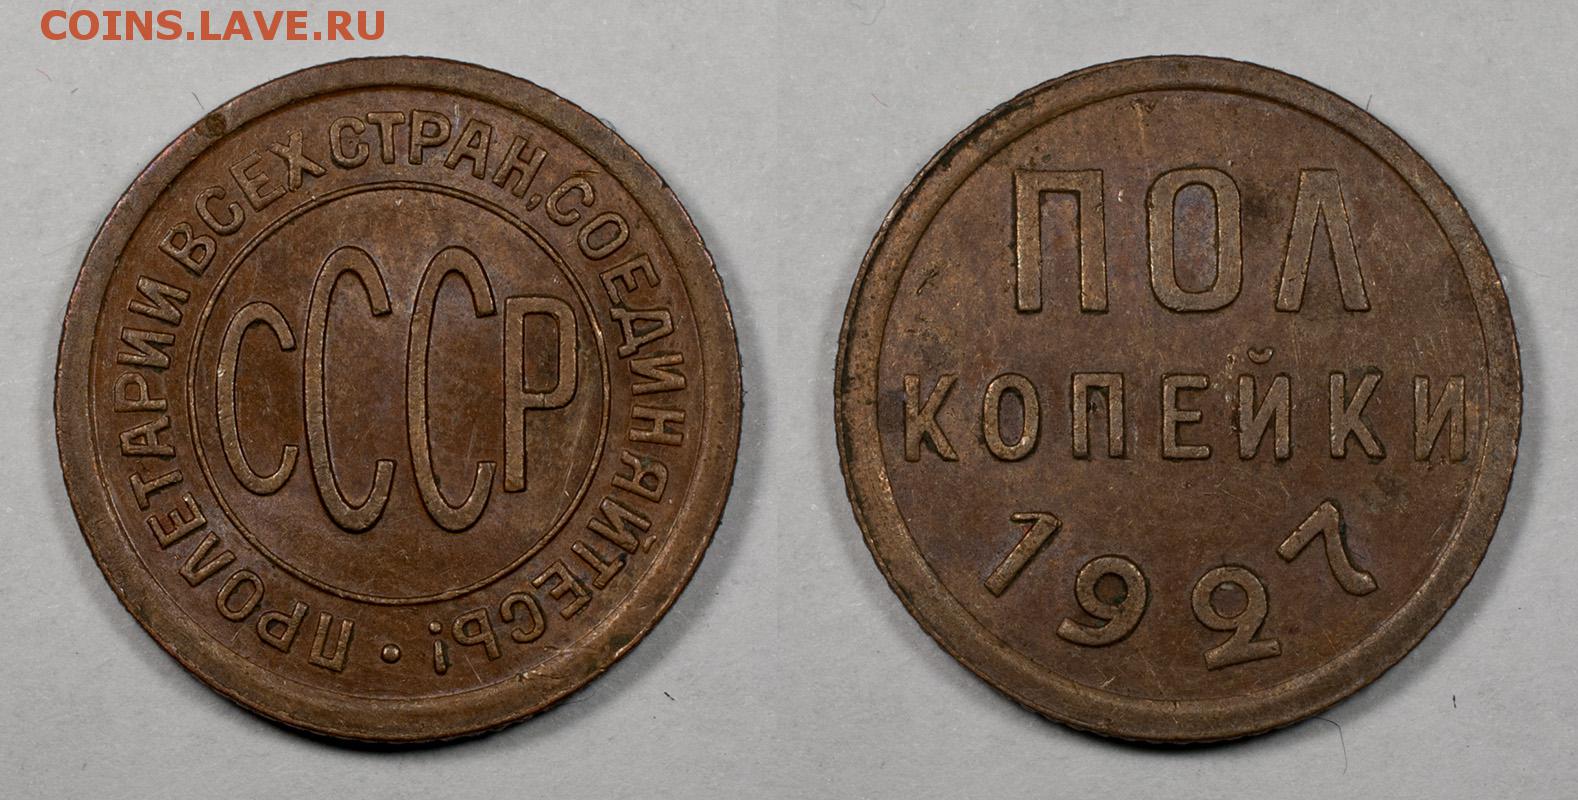 COINS.LAVE.RU
ПРОЛЕТАРИИ ВСЕХ СТРАН, СОЕДИНЯЙТЕСЬ! •
СССР
ПОЛ
КОПЕЙКИ
1927